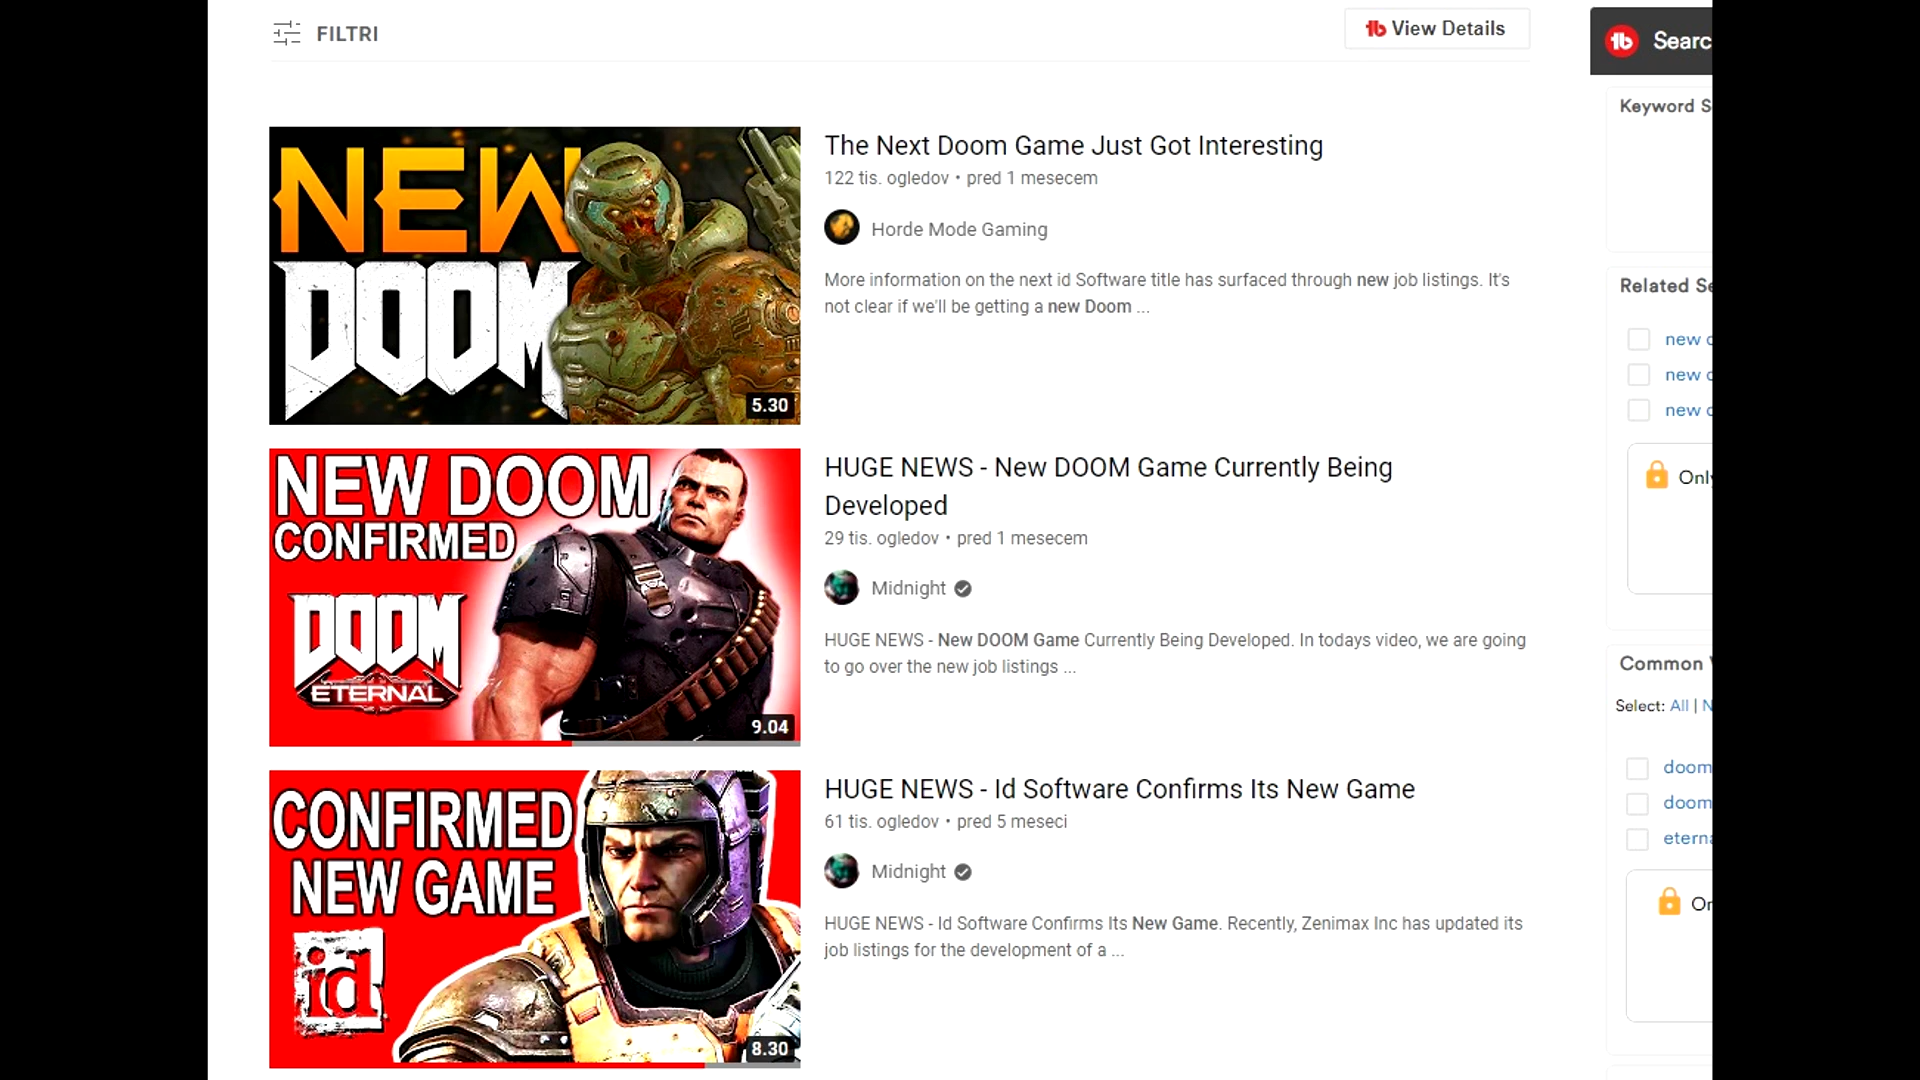 FILTRI
View Details
NEW
DOOM
5.30
The Next Doom Game Just Got Interesting
122 tis. ogledov • pred 1 mesecem
Horde Mode Gaming
More information on the next id Software title has surfaced through new job listings. It's
not clear if we'll be getting a new Doom ...
NEW DOOM
CONFIRMED
DOOM
ETERNAL
9.04
HUGE NEWS - New DOOM Game Currently Being
Developed
29 tis. ogledov • pred 1 mesecem
Midnight
HUGE NEWS - New DOOM Game Currently Being Developed. In todays video, we are going
to go over the new job listings ...
CONFIRMED
NEW GAME
id
8.30
HUGE NEWS - Id Software Confirms Its New Game
61 tis. ogledov • pred 5 meseci
Midnight
HUGE NEWS - Id Software Confirms Its New Game. Recently, Zenimax Inc has updated its
job listings for the development of a ...
Searc
Keyword S
Related Se
new
new
new
Only
Common
Select: All | N
doom
doom
eterna